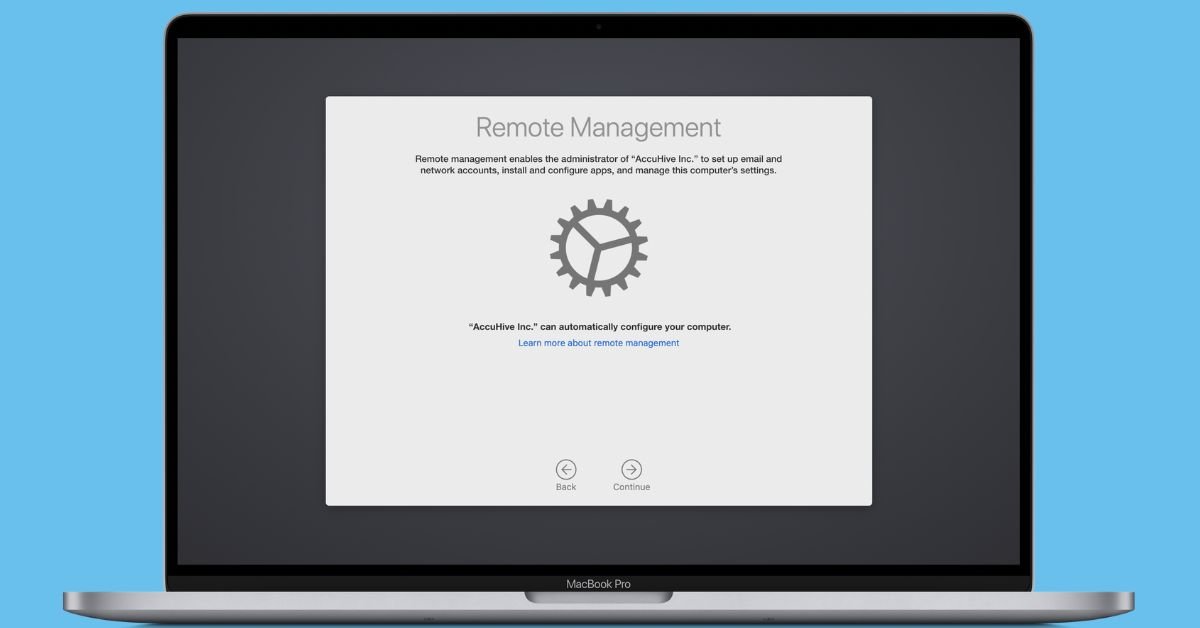 Remote Management
Remote management enables the administrator of “AccuHive Inc.” to set up email and
network accounts, install and configure apps, and manage this computer's settings.
“AccuHive Inc.” can automatically configure your computer.
Learn more about remote management
Back Continue
MacBook Pro